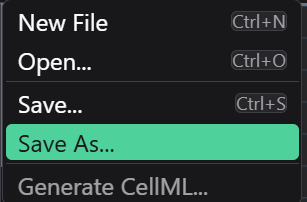 New File Ctrl+N
Open... Ctrl+O
Save... Ctrl+S
Save As...
Generate CellML...